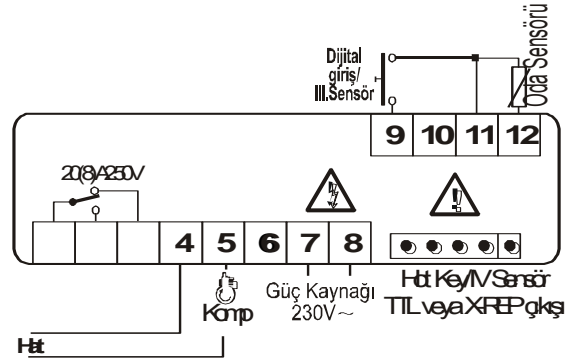 Dijital
giriş/
III.Sensör
Oda Sensörü
9 10 11 12
20(8)A250V
4 5 6 7 8
Komp
Güç Kaynağı
230V~
Hot Key/IV Sensör
TTL veya X-REP çıkışı
Hat